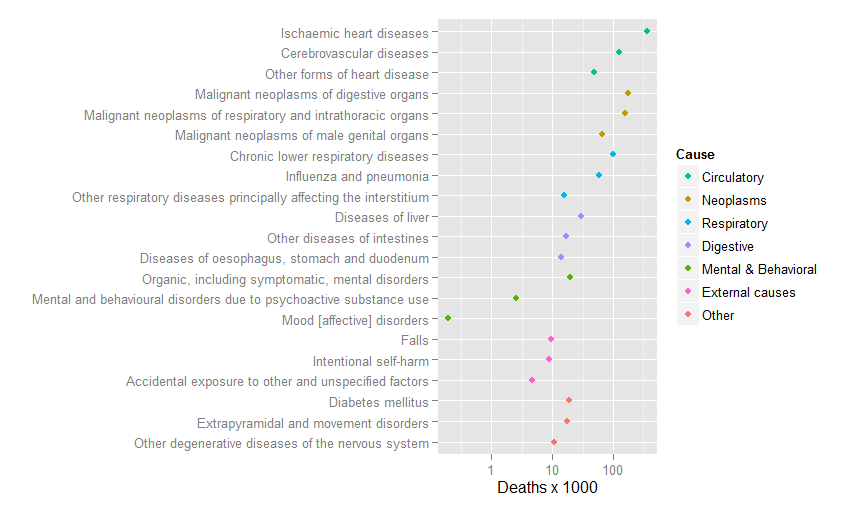 Ischaemic heart diseases
Cerebrovascular diseases
Other forms of heart disease
Malignant neoplasms of digestive organs
Malignant neoplasms of respiratory and intrathoracic organs
Malignant neoplasms of male genital organs
Chronic lower respiratory diseases
Influenza and pneumonia
Other respiratory diseases principally affecting the interstitium
Diseases of liver
Other diseases of intestines
Diseases of oesophagus, stomach and duodenum
Organic, including symptomatic, mental disorders
Mental and behavioural disorders due to psychoactive substance use
Mood [affective] disorders
Falls
Intentional self-harm
Accidental exposure to other and unspecified factors
Diabetes mellitus
Extrapyramidal and movement disorders
Other degenerative diseases of the nervous system
1 10 100
Deaths x 1000
Cause
Circulatory
Neoplasms
Respiratory
Digestive
Mental & Behavioral
External causes
Other